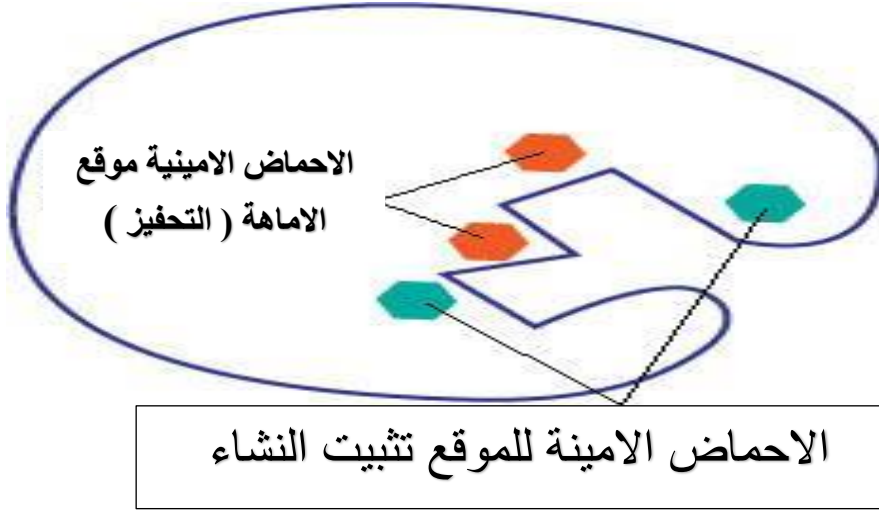 الاحماض الامينية موقع
الاماهة ( التحفيز )
الاحماض الامينة للموقع تثبيت النشاء